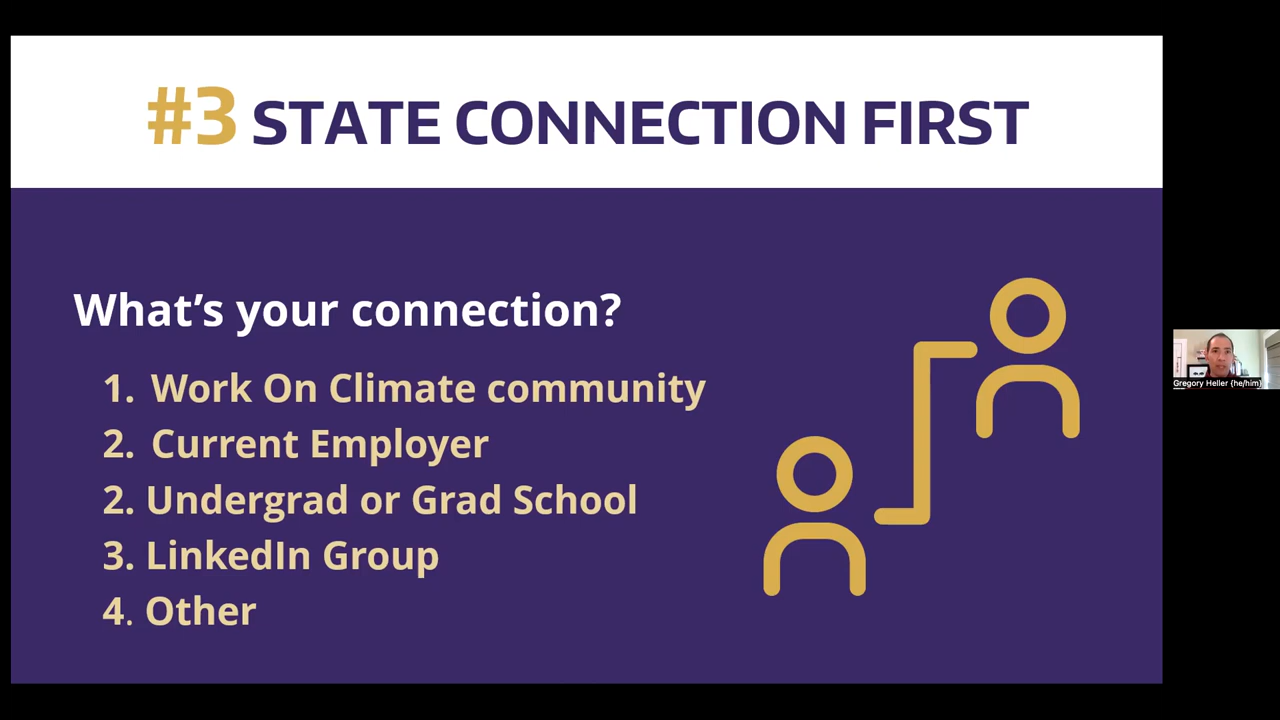 #3 STATE CONNECTION FIRST
What's your connection?
1. Work On Climate community
2. Current Employer
2. Undergrad or Grad School
3. LinkedIn Group
4. Other
Gregory Heller (he/him)